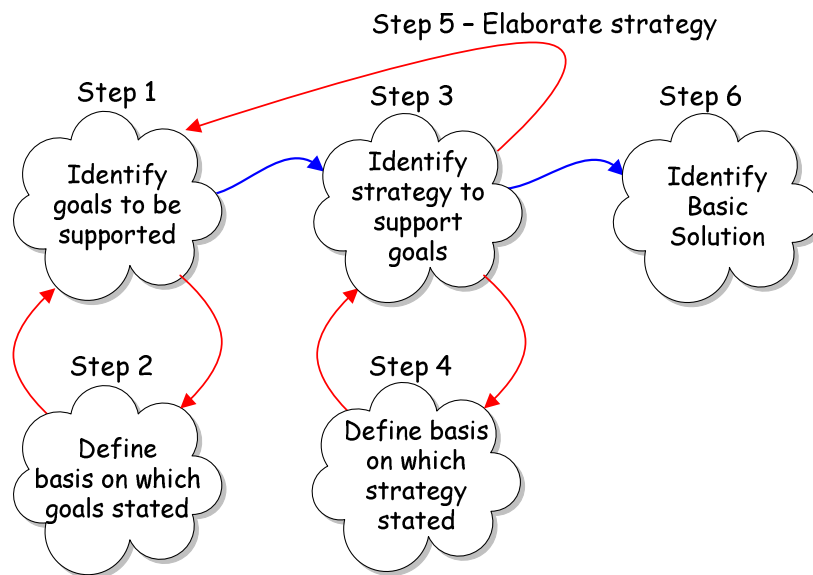 Step 5 – Elaborate strategy
Step 1
Identify
goals to be
supported
Step 3
Identify
strategy to
support
goals
Step 6
Identify
Basic
Solution
Step 2
Define
basis on which
goals stated
Step 4
Define basis
on which
strategy
stated